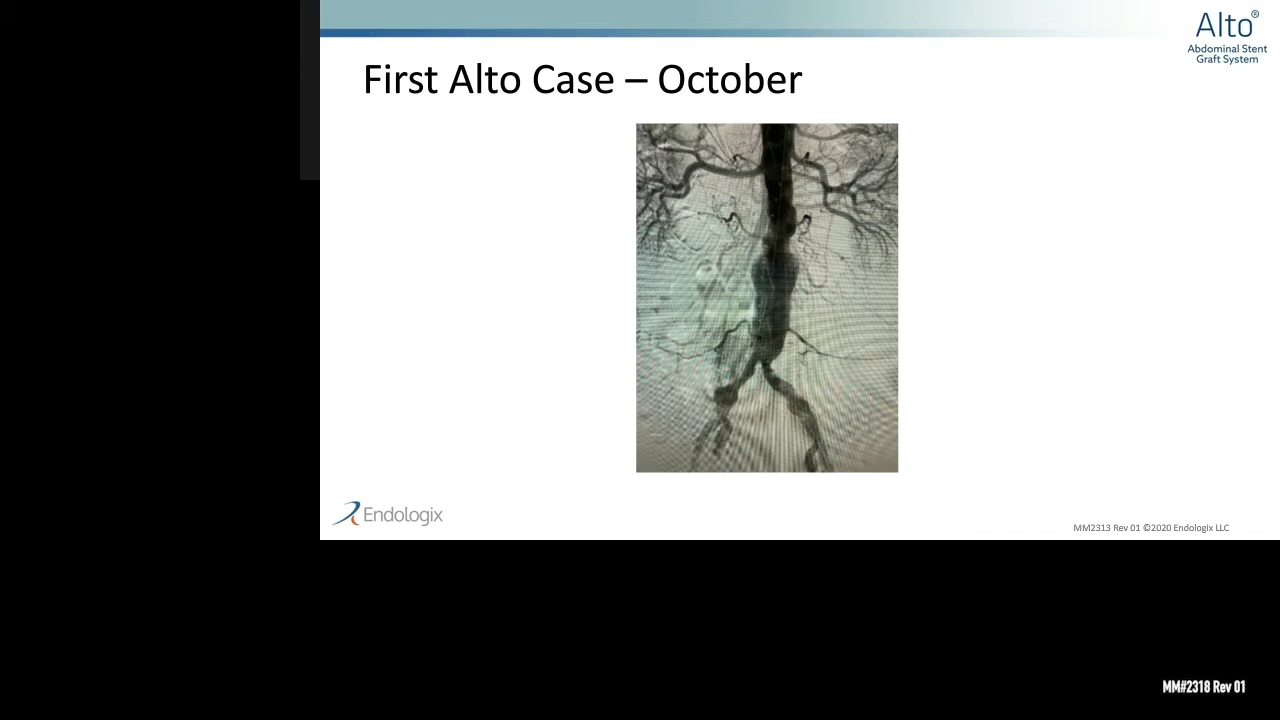 Alto®
Abdominal Stent
Graft System
First Alto Case – October
Endologix
MM2313 Rev 01 ©2020 Endologix LLC
MM#2318 Rev 01